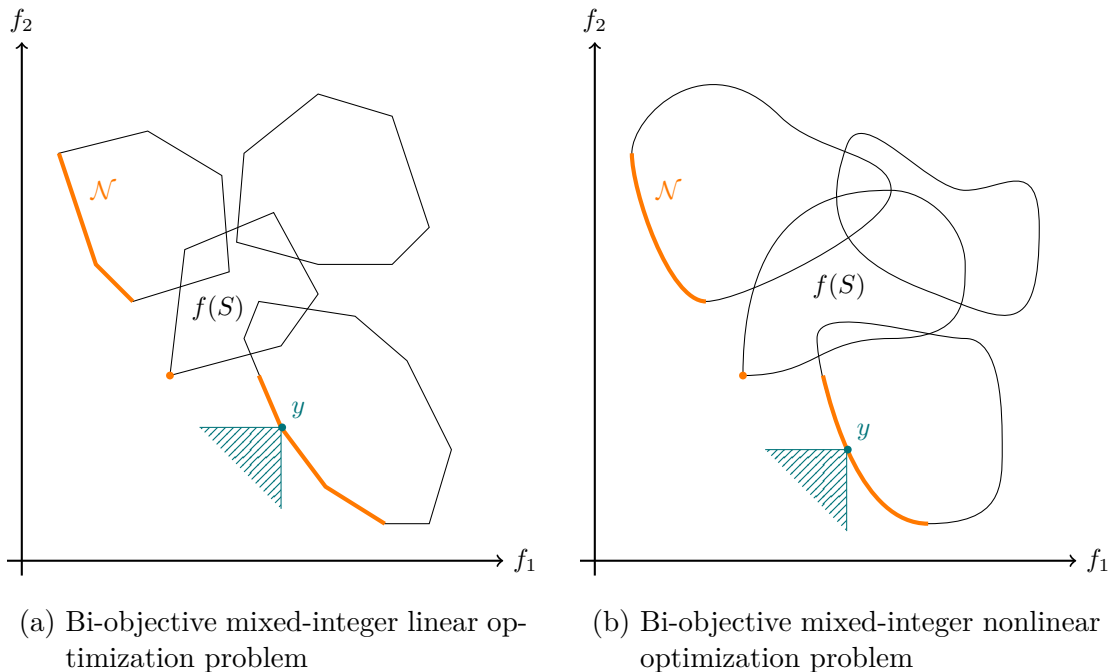 f₂
𝒩
f(S)
y
f₁
(a) Bi-objective mixed-integer linear op-
timization problem
f₂
𝒩
f(S)
y
f₁
(b) Bi-objective mixed-integer nonlinear
optimization problem